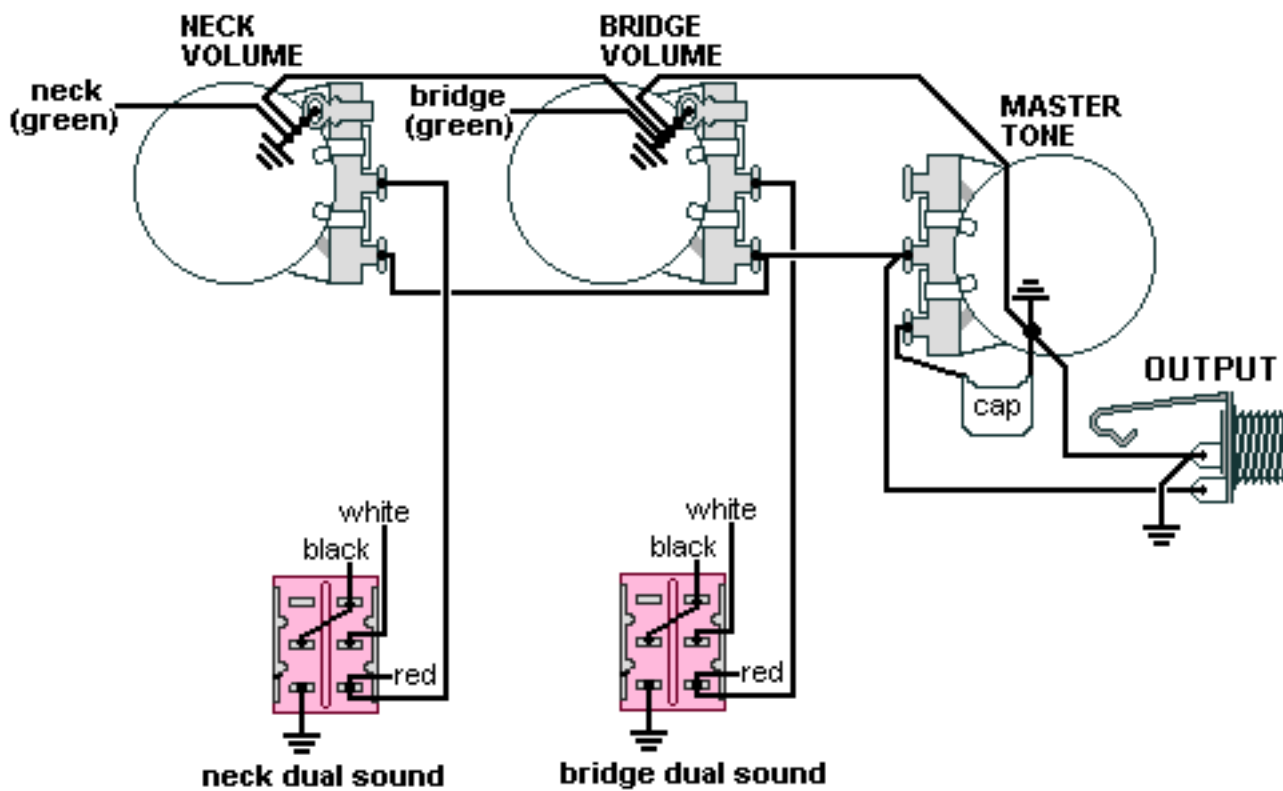 NECK
VOLUME
BRIDGE
VOLUME
neck
(green)
bridge
(green)
MASTER
TONE
OUTPUT
cap
white
black
red
white
black
red
neck dual sound
bridge dual sound